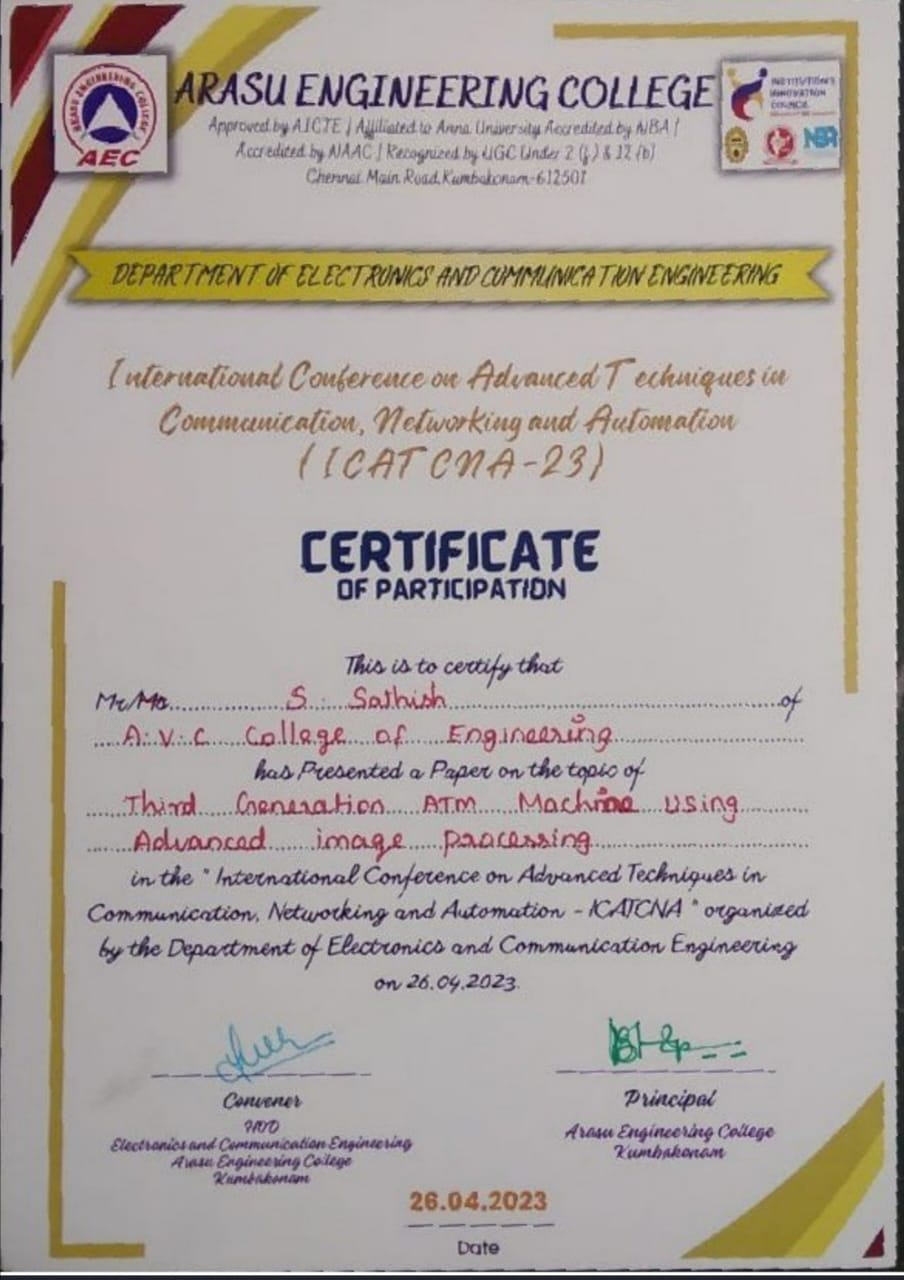 ARASU ENGINEERING COLLEGE
Approved by AICTE | Affiliated to Anna University Accredited by NBA |
Accredited by NAAC | Recognized by UGC Under 2 (f) & 12 (b)
Chennai Main Road, Kumbakonam-612501
ARASU ENGINEERING COLLEGE
AEC
INSTITUTION'S
INNOVATION
COUNCIL
DEPARTMENT OF ELECTRONICS AND COMMUNICATION ENGINEERING
International Conference on Advanced Techniques in
Communication, Networking and Automation
(ICATCNA-23)
CERTIFICATE
OF PARTICIPATION
This is to certify that
Mr/Ms S. Sathish of
A.V.C College of Engineering
has Presented a Paper on the topic of
Third Generation ATM Machine using
Advanced image processing
in the "International Conference on Advanced Techniques in
Communication, Networking and Automation - ICATCNA" organized
by the Department of Electronics and Communication Engineering
on 26.04.2023.
Convener
HOD
Electronics and Communication Engineering
Arasu Engineering College
Kumbakonam
Principal
Arasu Engineering College
Kumbakonam
26.04.2023
Date